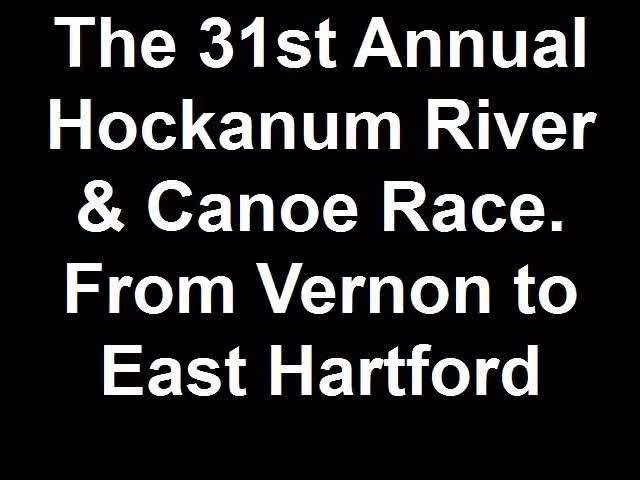 The 31st Annual
Hockanum River
& Canoe Race.
From Vernon to
East Hartford